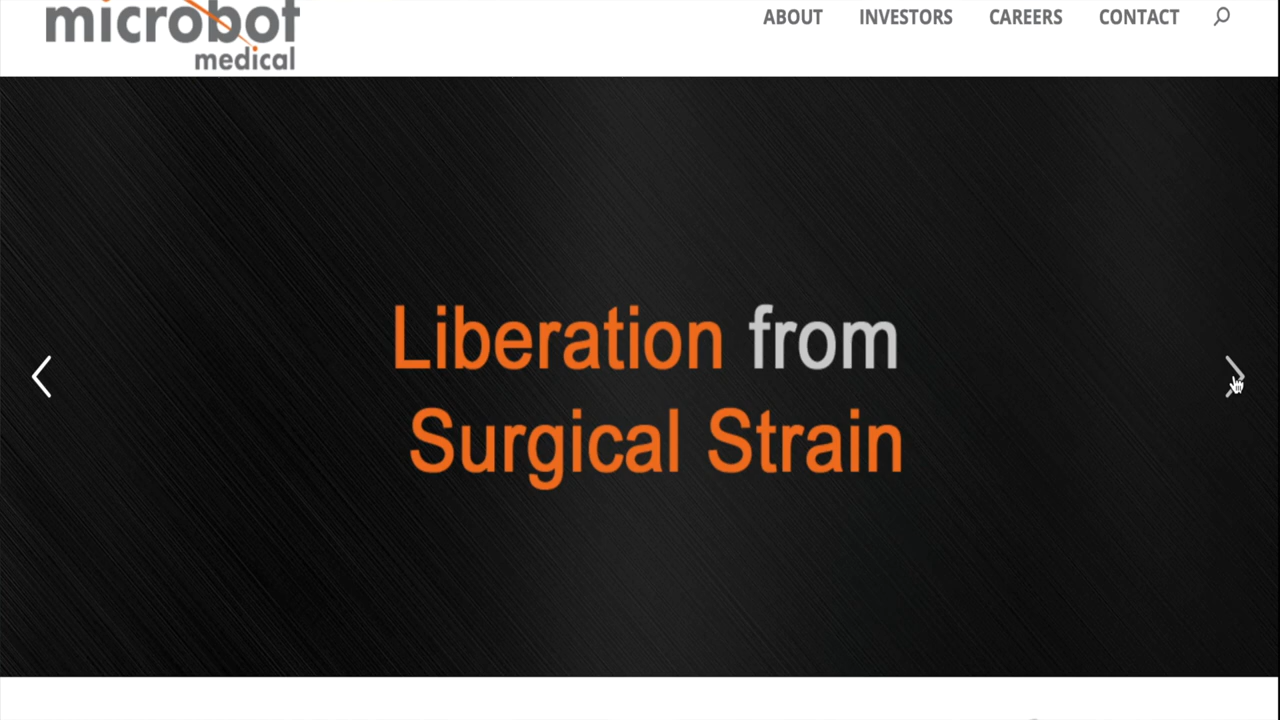 microbot
medical
ABOUT INVESTORS CAREERS CONTACT
Liberation from
Surgical Strain